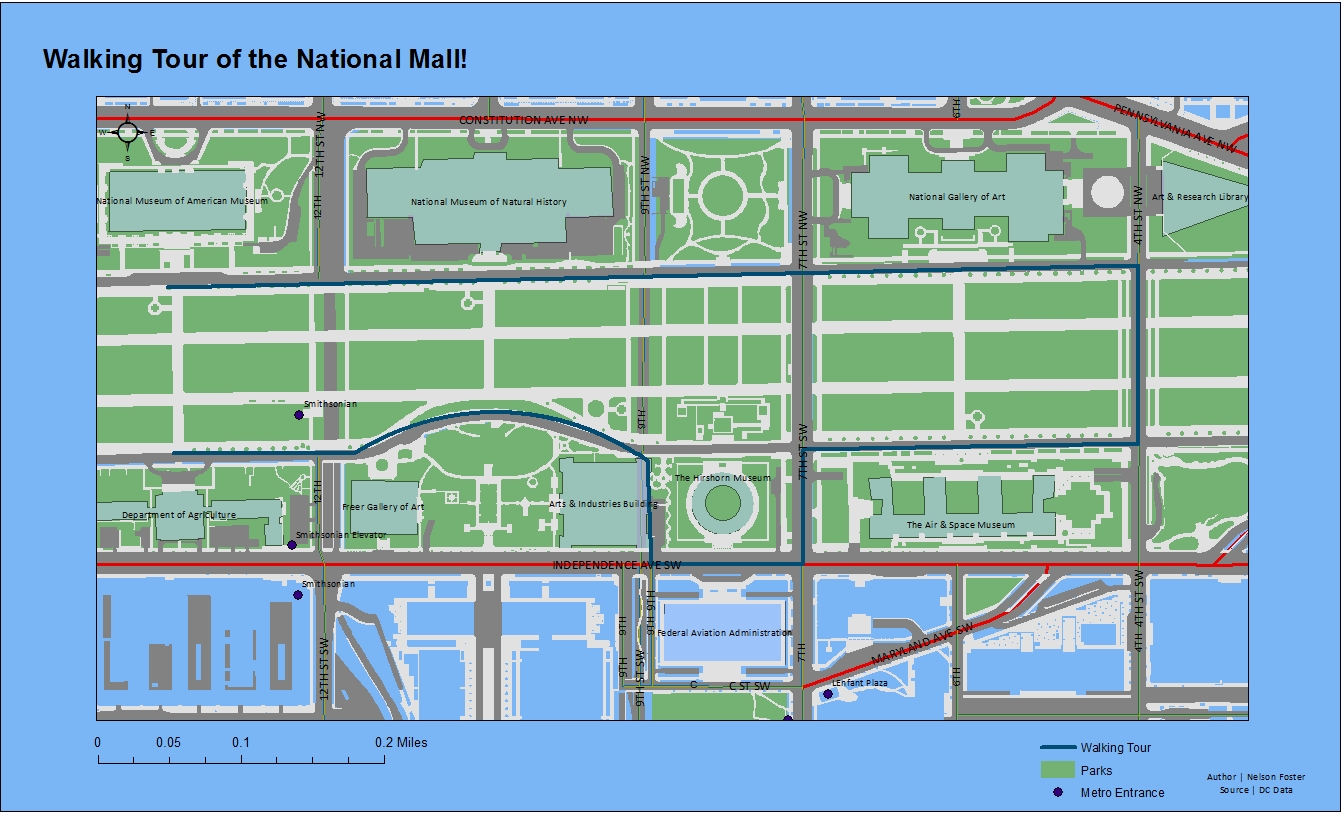 Walking Tour of the National Mall!
N
W E
S
CONSTITUTION AVE NW
PENNSYLVANIA AVE NW
6TH
12TH ST NW
12TH
9TH ST NW
7TH ST NW
4TH ST NW
National Museum of American Museum
National Museum of Natural History
National Gallery of Art
Art & Research Library
Smithsonian
9TH
7TH ST SW
12TH
Department of Agriculture
Freer Gallery of Art
Arts & Industries Building
The Hirshorn Museum
The Air & Space Museum
Smithsonian Elevator
INDEPENDENCE AVE SW
Smithsonian
12TH ST SW
9TH
9TH
9TH ST SW
9TH 9TH
Federal Aviation Administration
7TH
MARYLAND AVE SW
6TH
4TH 4TH ST SW
C
C ST SW
LEnfant Plaza
0 0.05 0.1 0.2 Miles
Walking Tour
Parks
Metro Entrance
Author | Nelson Foster
Source | DC Data